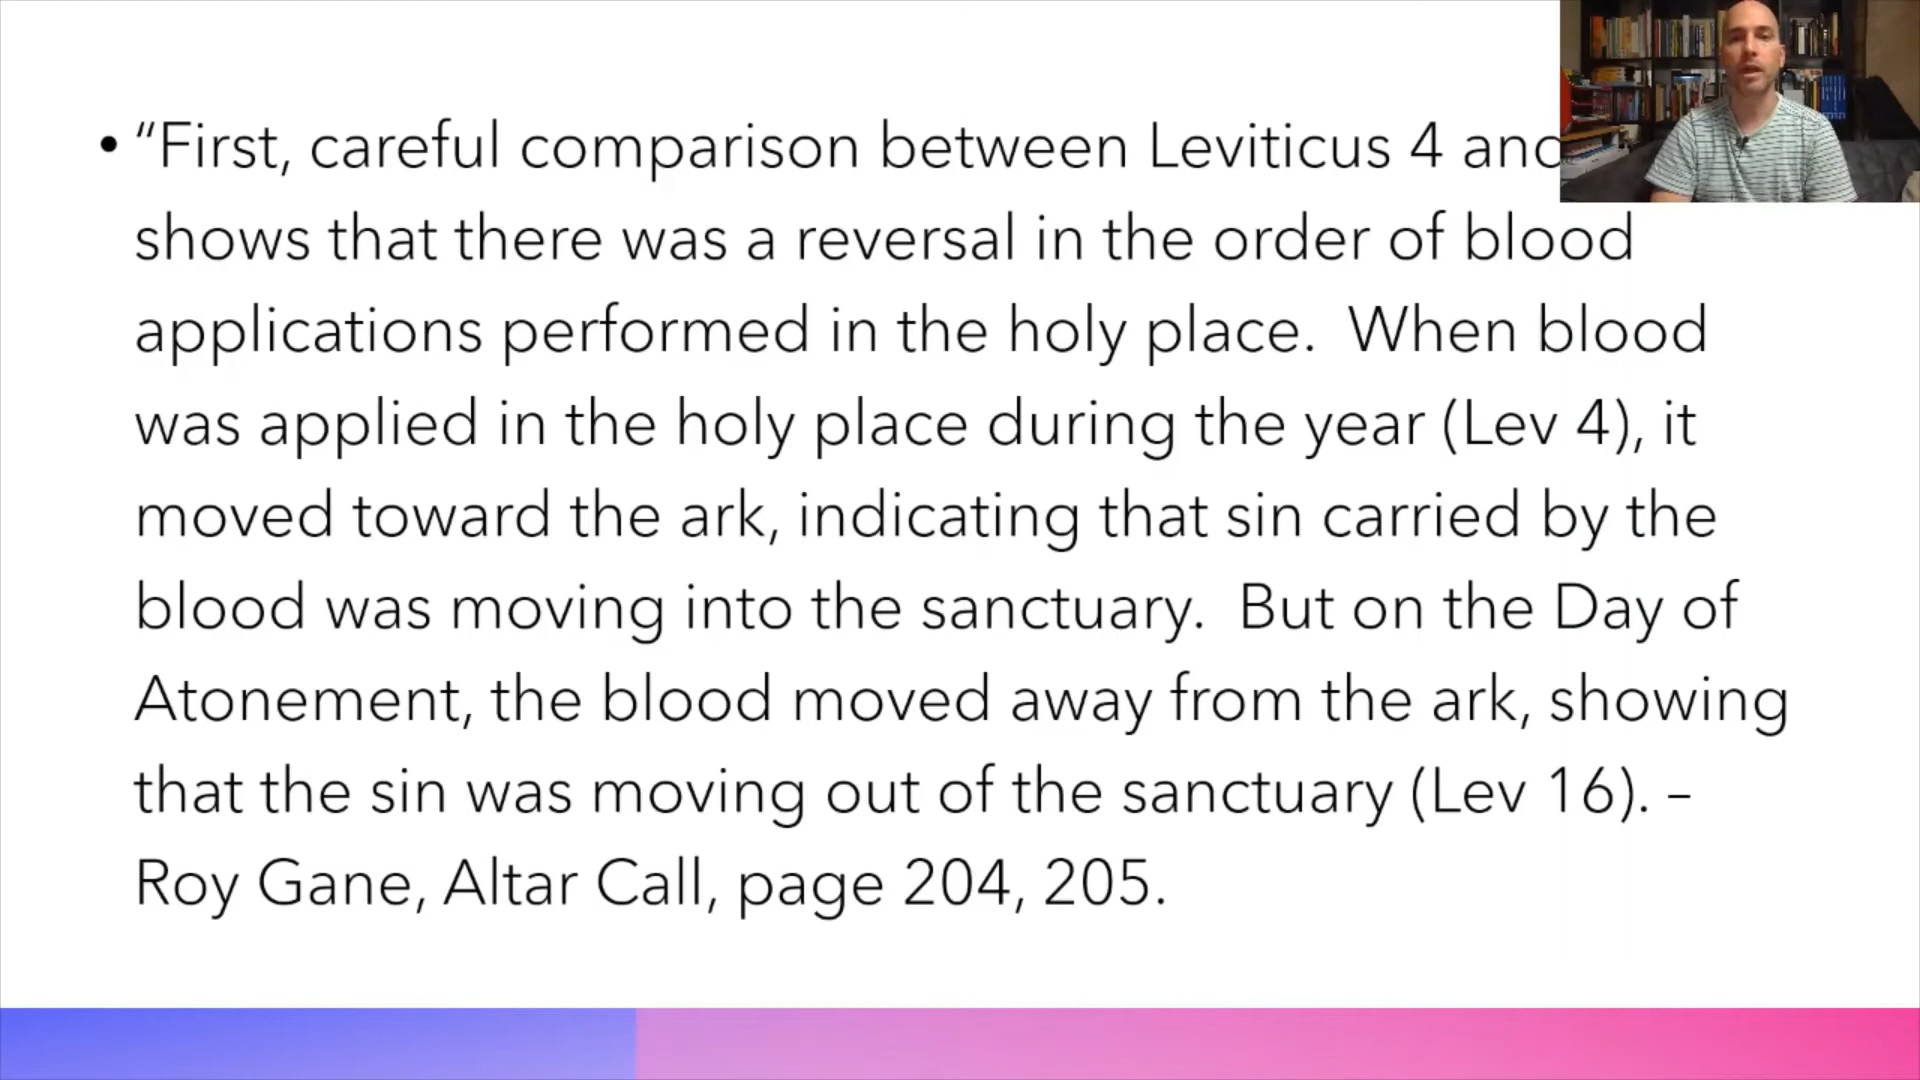 • “First, careful comparison between Leviticus 4 and
shows that there was a reversal in the order of blood
applications performed in the holy place.  When blood
was applied in the holy place during the year (Lev 4), it
moved toward the ark, indicating that sin carried by the
blood was moving into the sanctuary.  But on the Day of
Atonement, the blood moved away from the ark, showing
that the sin was moving out of the sanctuary (Lev 16). –
Roy Gane, Altar Call, page 204, 205.